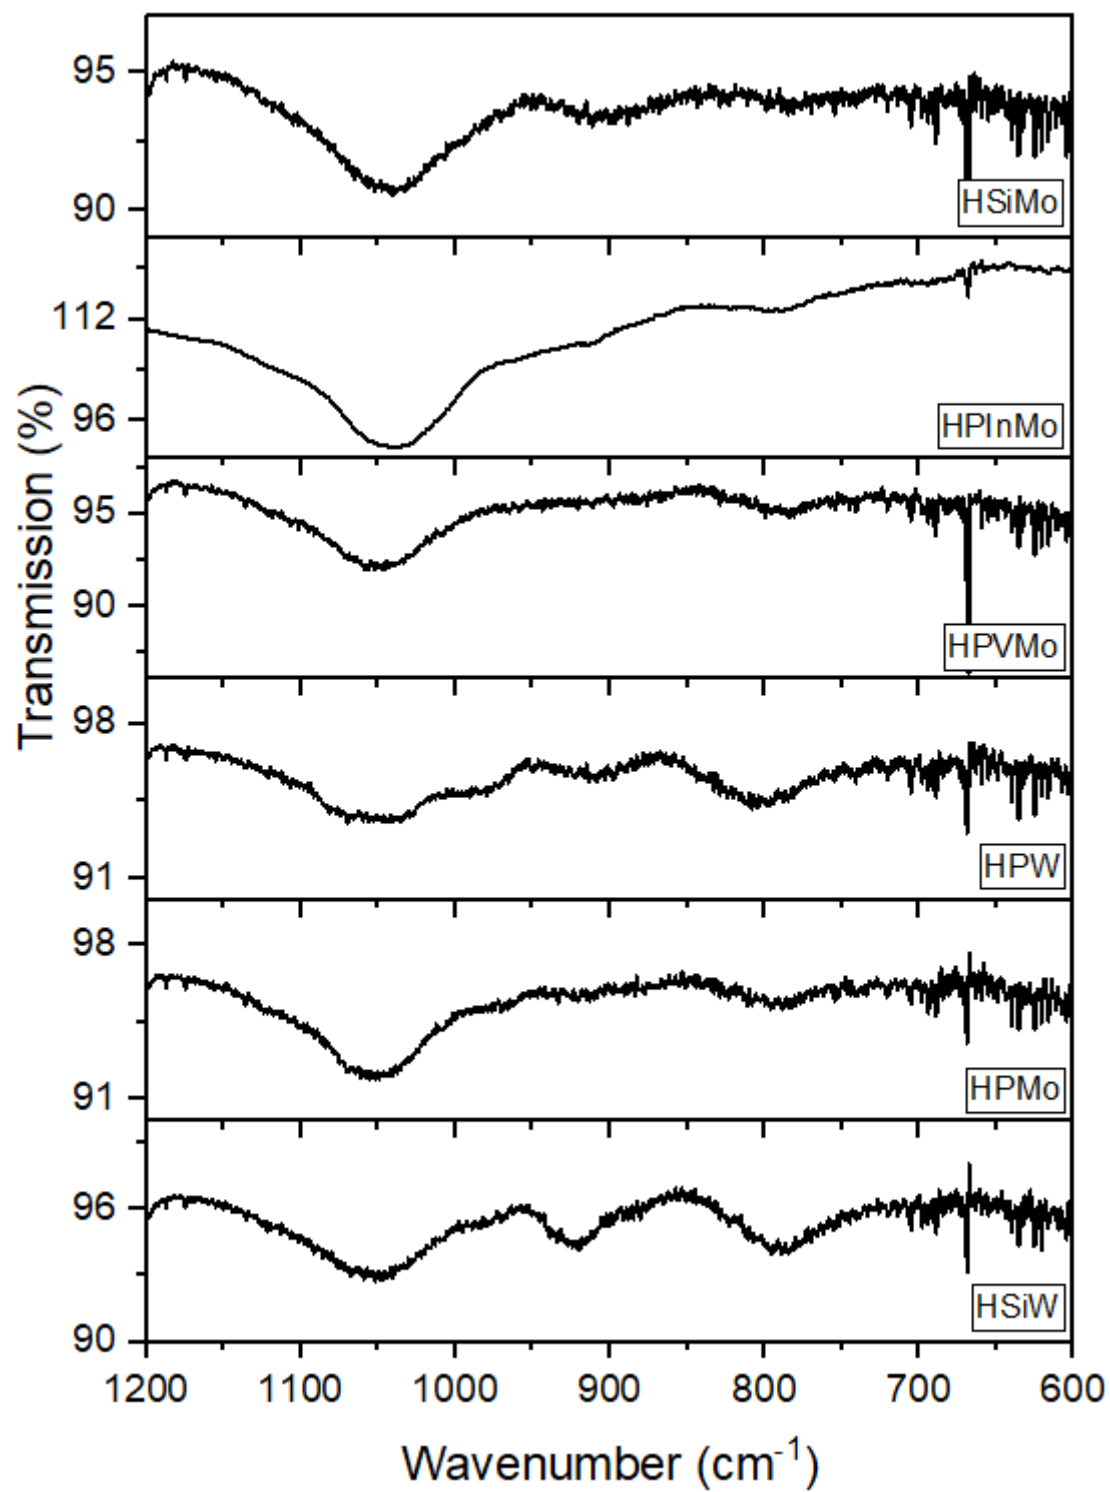 95
90
HSiMo
112
96
HPInMo
95
90
HPVMo
98
91
HPW
98
91
HPMo
96
90
HSiW
Transmission (%)
1200 1100 1000 900 800 700 600
Wavenumber (cm⁻¹)